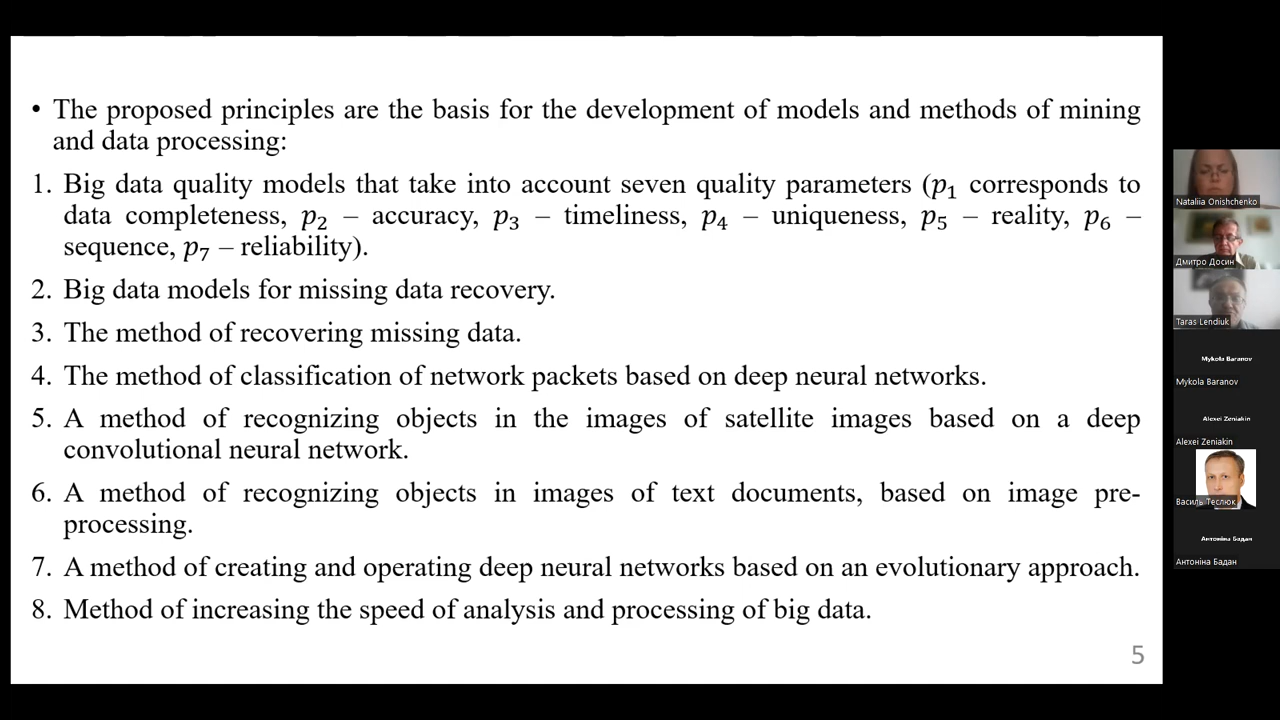 • The proposed principles are the basis for the development of models and methods of mining
and data processing:
1. Big data quality models that take into account seven quality parameters (p₁ corresponds to
data completeness, p₂ – accuracy, p₃ – timeliness, p₄ – uniqueness, p₅ – reality, p₆ –
sequence, p₇ – reliability).
2. Big data models for missing data recovery.
3. The method of recovering missing data.
4. The method of classification of network packets based on deep neural networks.
5. A method of recognizing objects in the images of satellite images based on a deep
convolutional neural network.
6. A method of recognizing objects in images of text documents, based on image pre-
processing.
7. A method of creating and operating deep neural networks based on an evolutionary approach.
8. Method of increasing the speed of analysis and processing of big data.
5
Nataliia Onishchenko
Дмитро Досин
Taras Lendiuk
Mykola Baranov
Mykola Baranov
Alexei Zeniakin
Alexei Zeniakin
Василь Теслюк
Антоніна Бадан
Антоніна Бадан